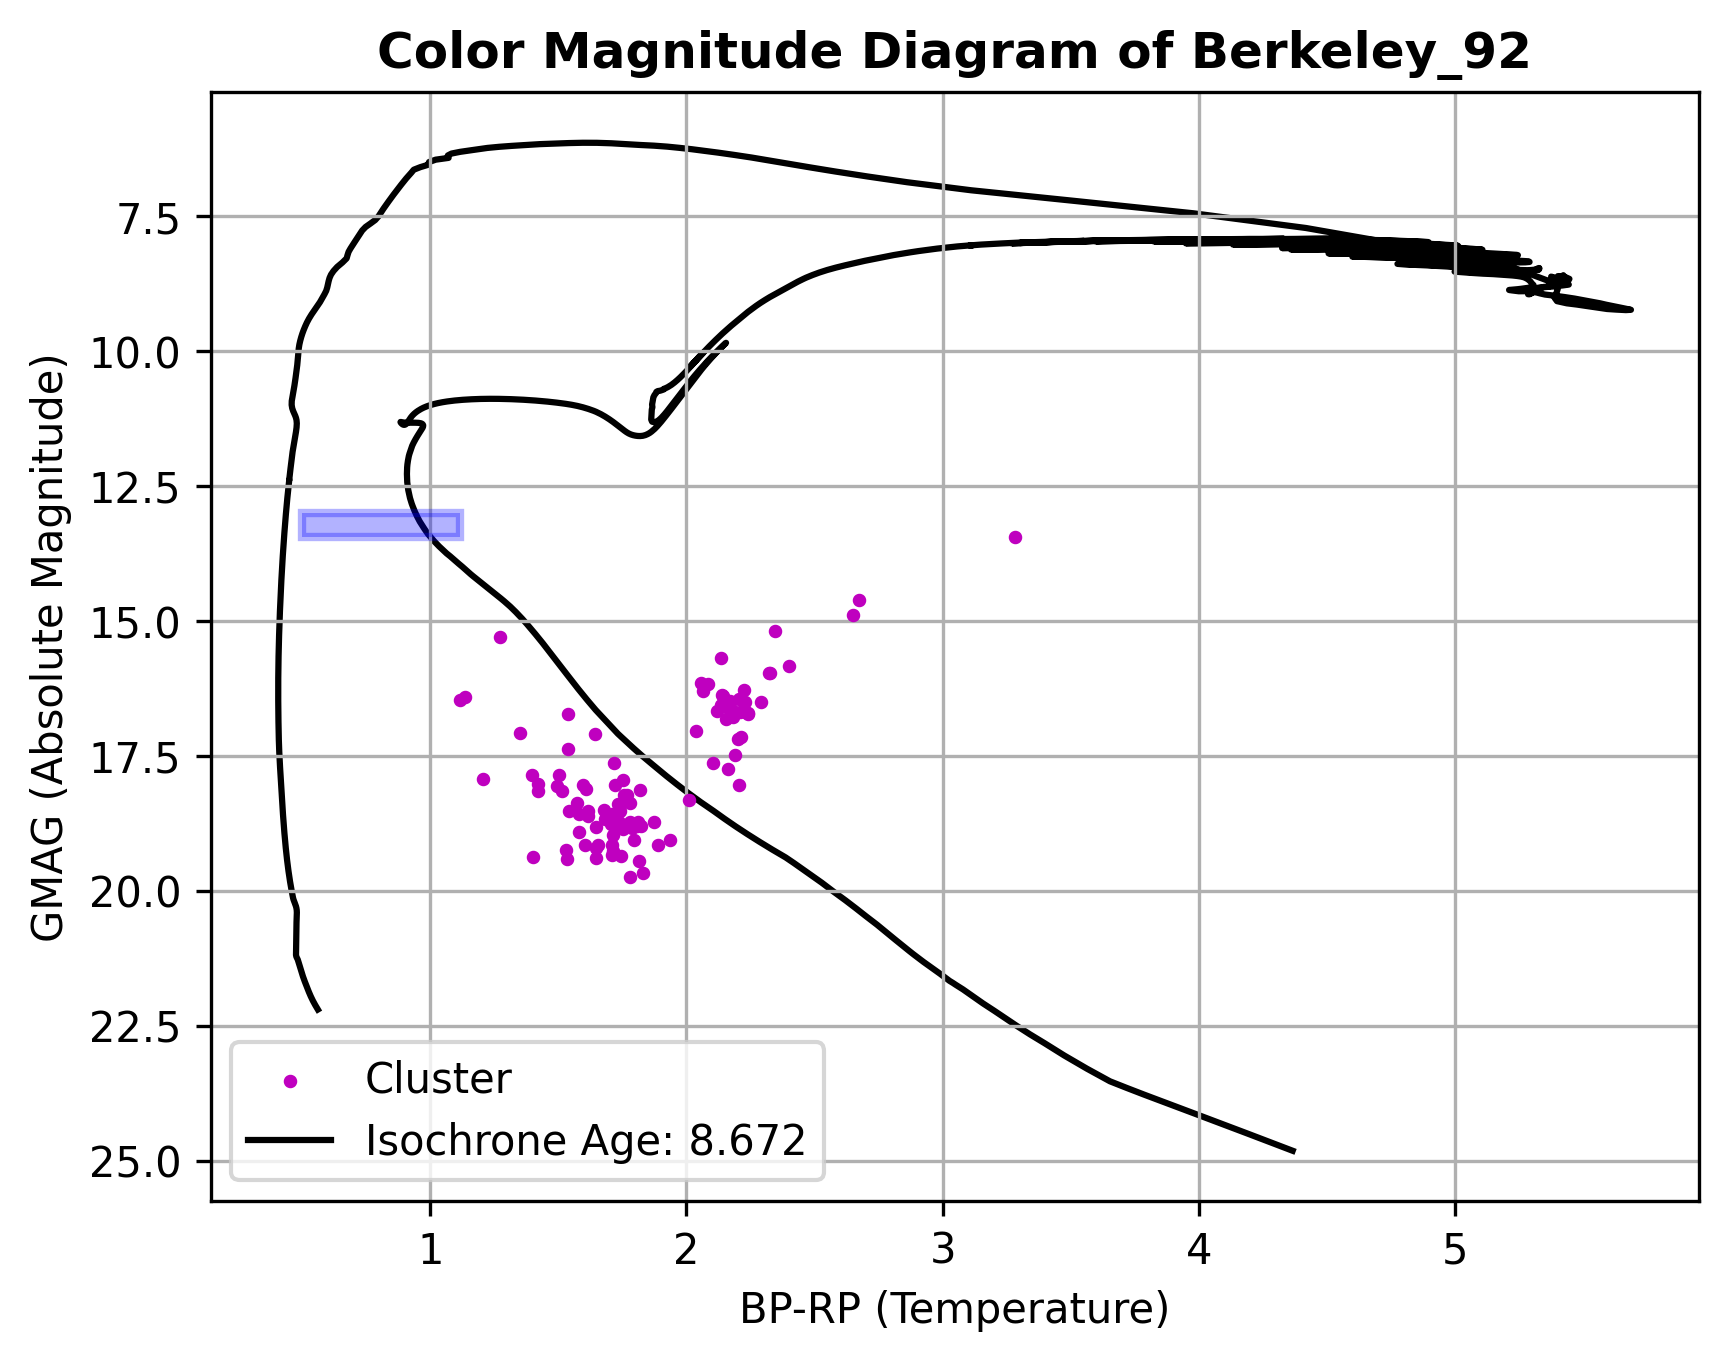 Color Magnitude Diagram of Berkeley_92
GMAG (Absolute Magnitude)
7.5
10.0
12.5
15.0
17.5
20.0
22.5
25.0
Cluster
Isochrone Age: 8.672
1 2 3 4 5
BP-RP (Temperature)